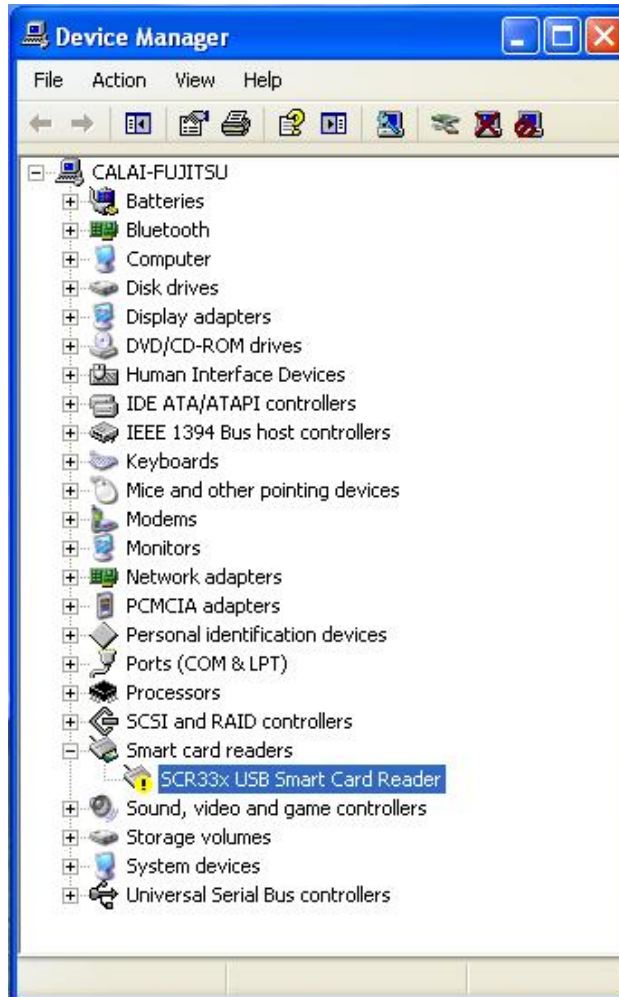 Device Manager
File Action View Help
CALAI-FUJITSU
Batteries
Bluetooth
Computer
Disk drives
Display adapters
DVD/CD-ROM drives
Human Interface Devices
IDE ATA/ATAPI controllers
IEEE 1394 Bus host controllers
Keyboards
Mice and other pointing devices
Modems
Monitors
Network adapters
PCMCIA adapters
Personal identification devices
Ports (COM & LPT)
Processors
SCSI and RAID controllers
Smart card readers
SCR33x USB Smart Card Reader
Sound, video and game controllers
Storage volumes
System devices
Universal Serial Bus controllers